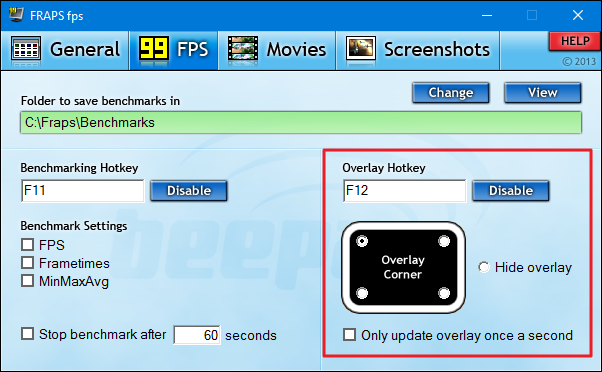 FRAPS fps
General
99 FPS
Movies
Screenshots
HELP
© 2013
Folder to save benchmarks in
Change
View
C:\Fraps\Benchmarks
Benchmarking Hotkey
F11
Disable
Benchmark Settings
FPS
Frametimes
MinMaxAvg
Stop benchmark after 60 seconds
Overlay Hotkey
F12
Disable
Overlay
Corner
Hide overlay
Only update overlay once a second